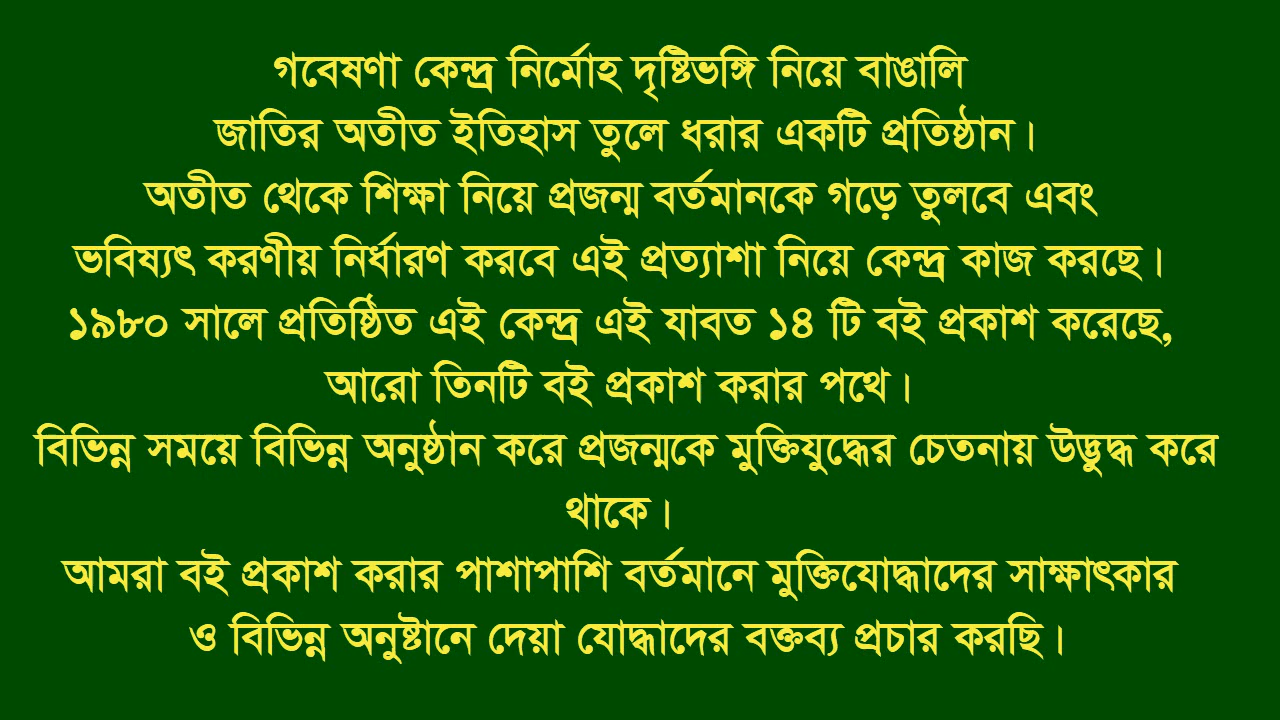 গবেষণা কেন্দ্র নির্মোহ দৃষ্টিভঙ্গি নিয়ে বাঙালি
জাতির অতীত ইতিহাস তুলে ধরার একটি প্রতিষ্ঠান।
অতীত থেকে শিক্ষা নিয়ে প্রজন্ম বর্তমানকে গড়ে তুলবে এবং
ভবিষ্যৎ করণীয় নির্ধারণ করবে এই প্রত্যাশা নিয়ে কেন্দ্র কাজ করছে।
১৯৮০ সালে প্রতিষ্ঠিত এই কেন্দ্র এই যাবত ১৪ টি বই প্রকাশ করেছে,
আরো তিনটি বই প্রকাশ করার পথে।
বিভিন্ন সময়ে বিভিন্ন অনুষ্ঠান করে প্রজন্মকে মুক্তিযুদ্ধের চেতনায় উদ্ভুদ্ধ করে
থাকে।
আমরা বই প্রকাশ করার পাশাপাশি বর্তমানে মুক্তিযোদ্ধাদের সাক্ষাৎকার
ও বিভিন্ন অনুষ্টানে দেয়া যোদ্ধাদের বক্তব্য প্রচার করছি।